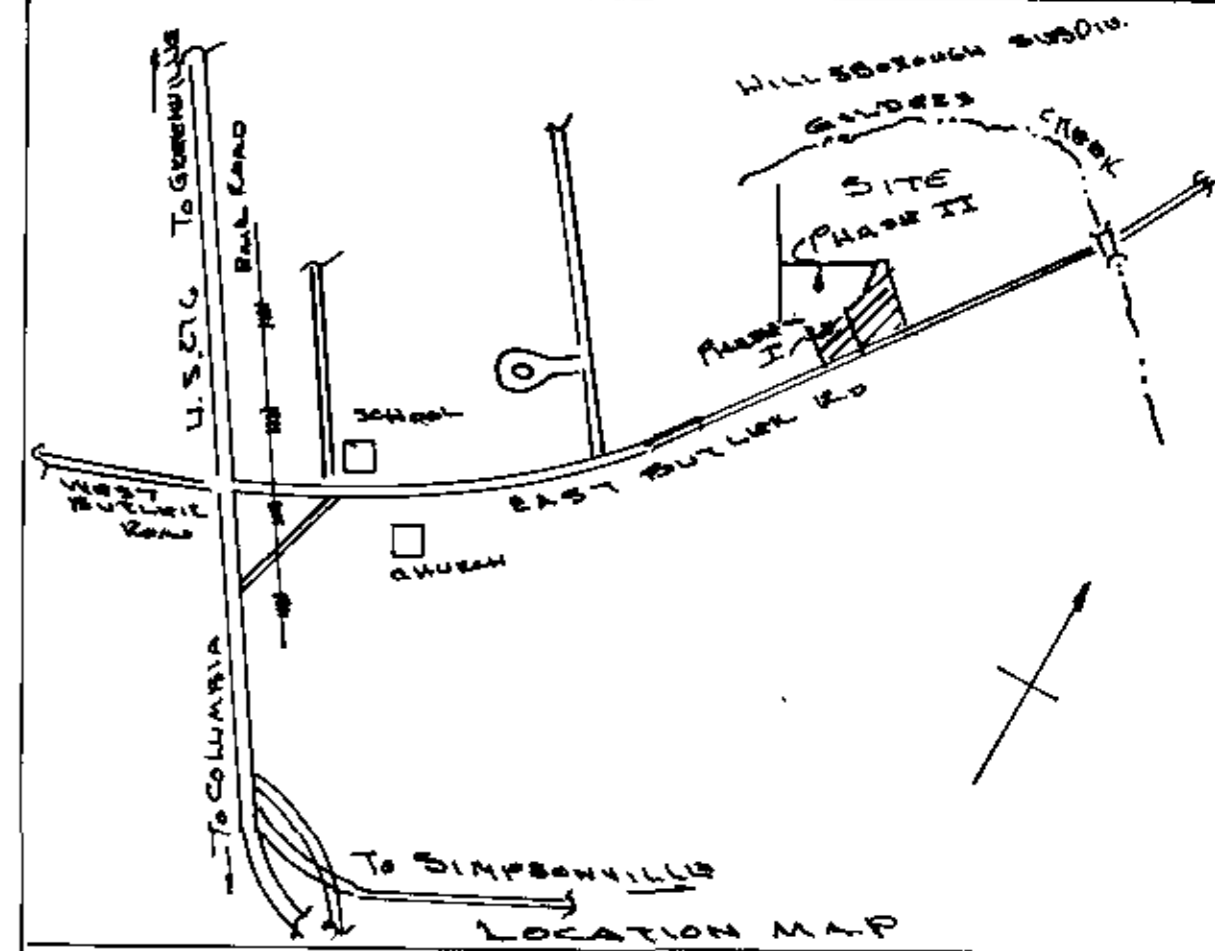 HILLSBOROUGH SUBDIV.
GILDERS
CREEK
SITE
PHASE II
PHASE
I
TO GREENVILLE
RAIL ROAD
U.S. 276
SCHOOL
WEST
BUTLER
ROAD
EAST BUTLER RD
CHURCH
TO COLUMBIA
TO SIMPSONVILLE
LOCATION MAP